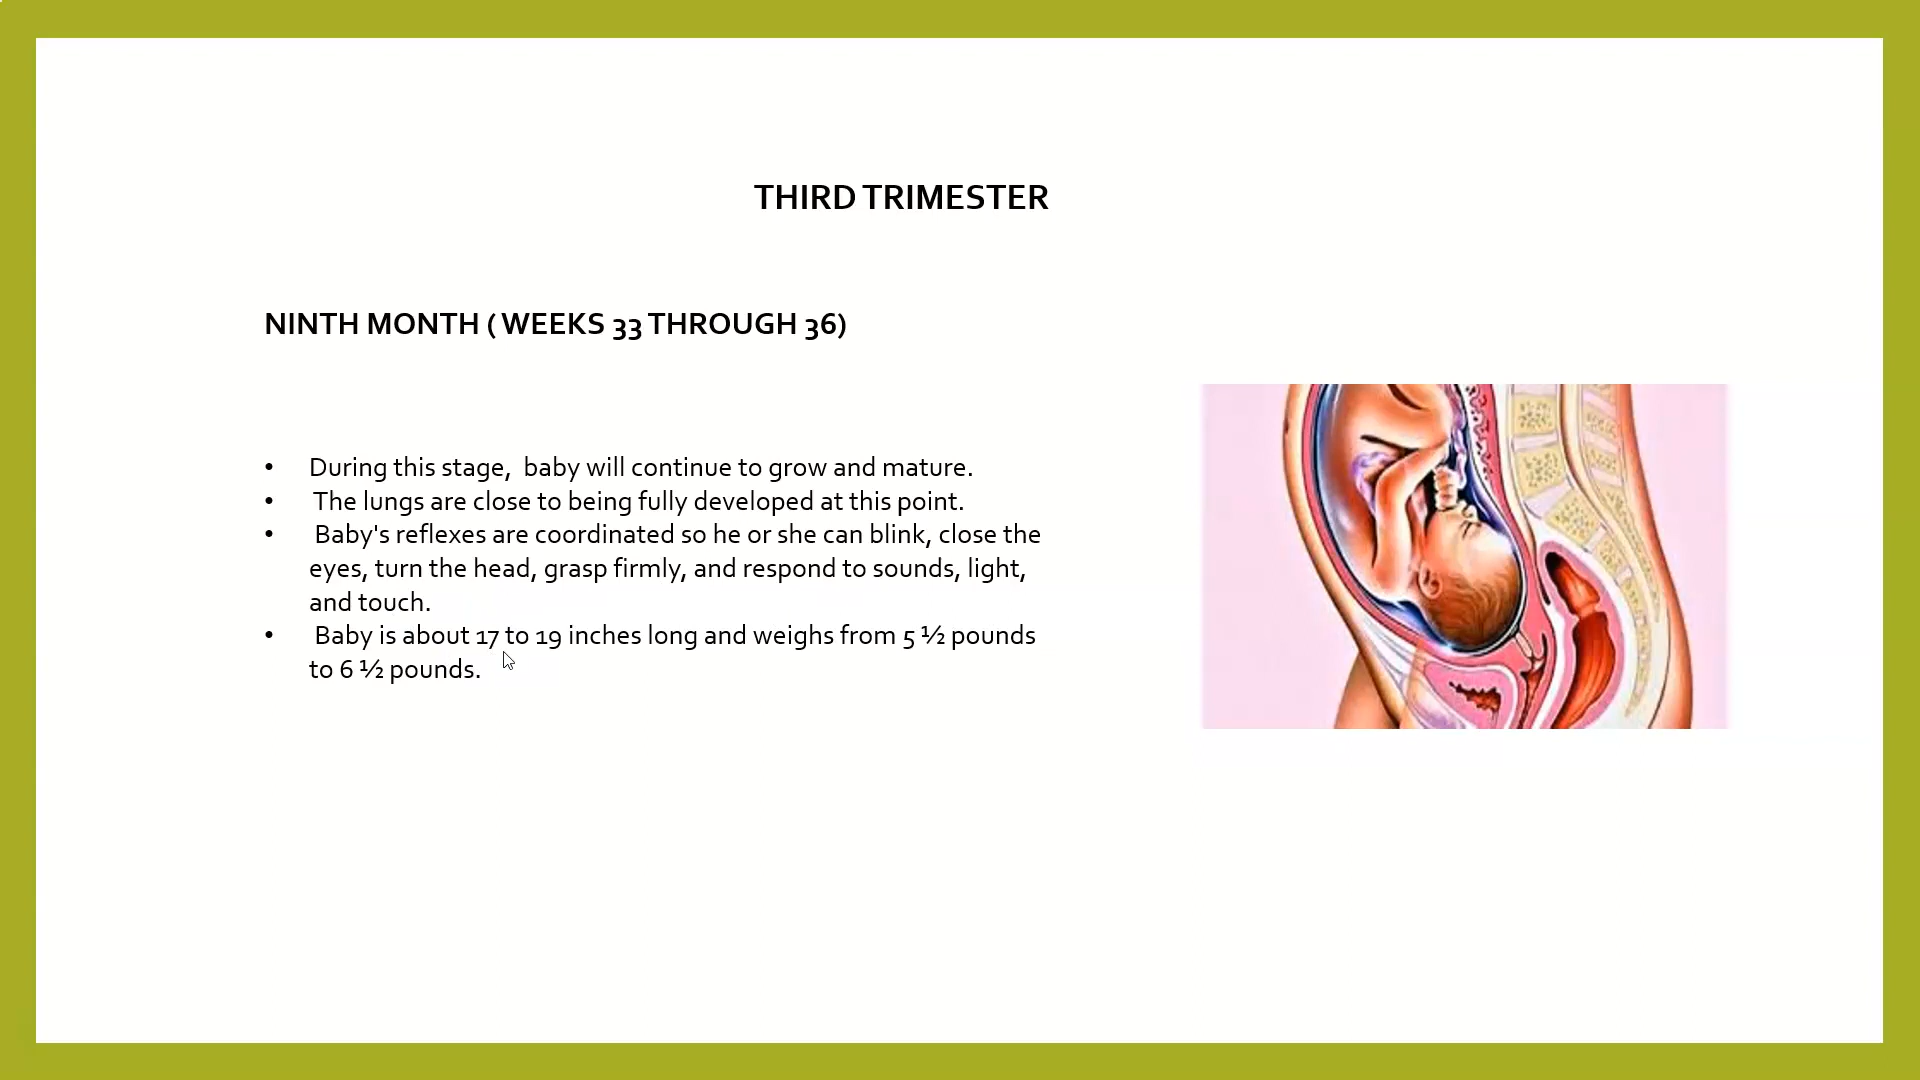 THIRD TRIMESTER
NINTH MONTH ( WEEKS 33 THROUGH 36)
• During this stage,  baby will continue to grow and mature.
• The lungs are close to being fully developed at this point.
• Baby's reflexes are coordinated so he or she can blink, close the
eyes, turn the head, grasp firmly, and respond to sounds, light,
and touch.
• Baby is about 17 to 19 inches long and weighs from 5 ½ pounds
to 6 ½ pounds.